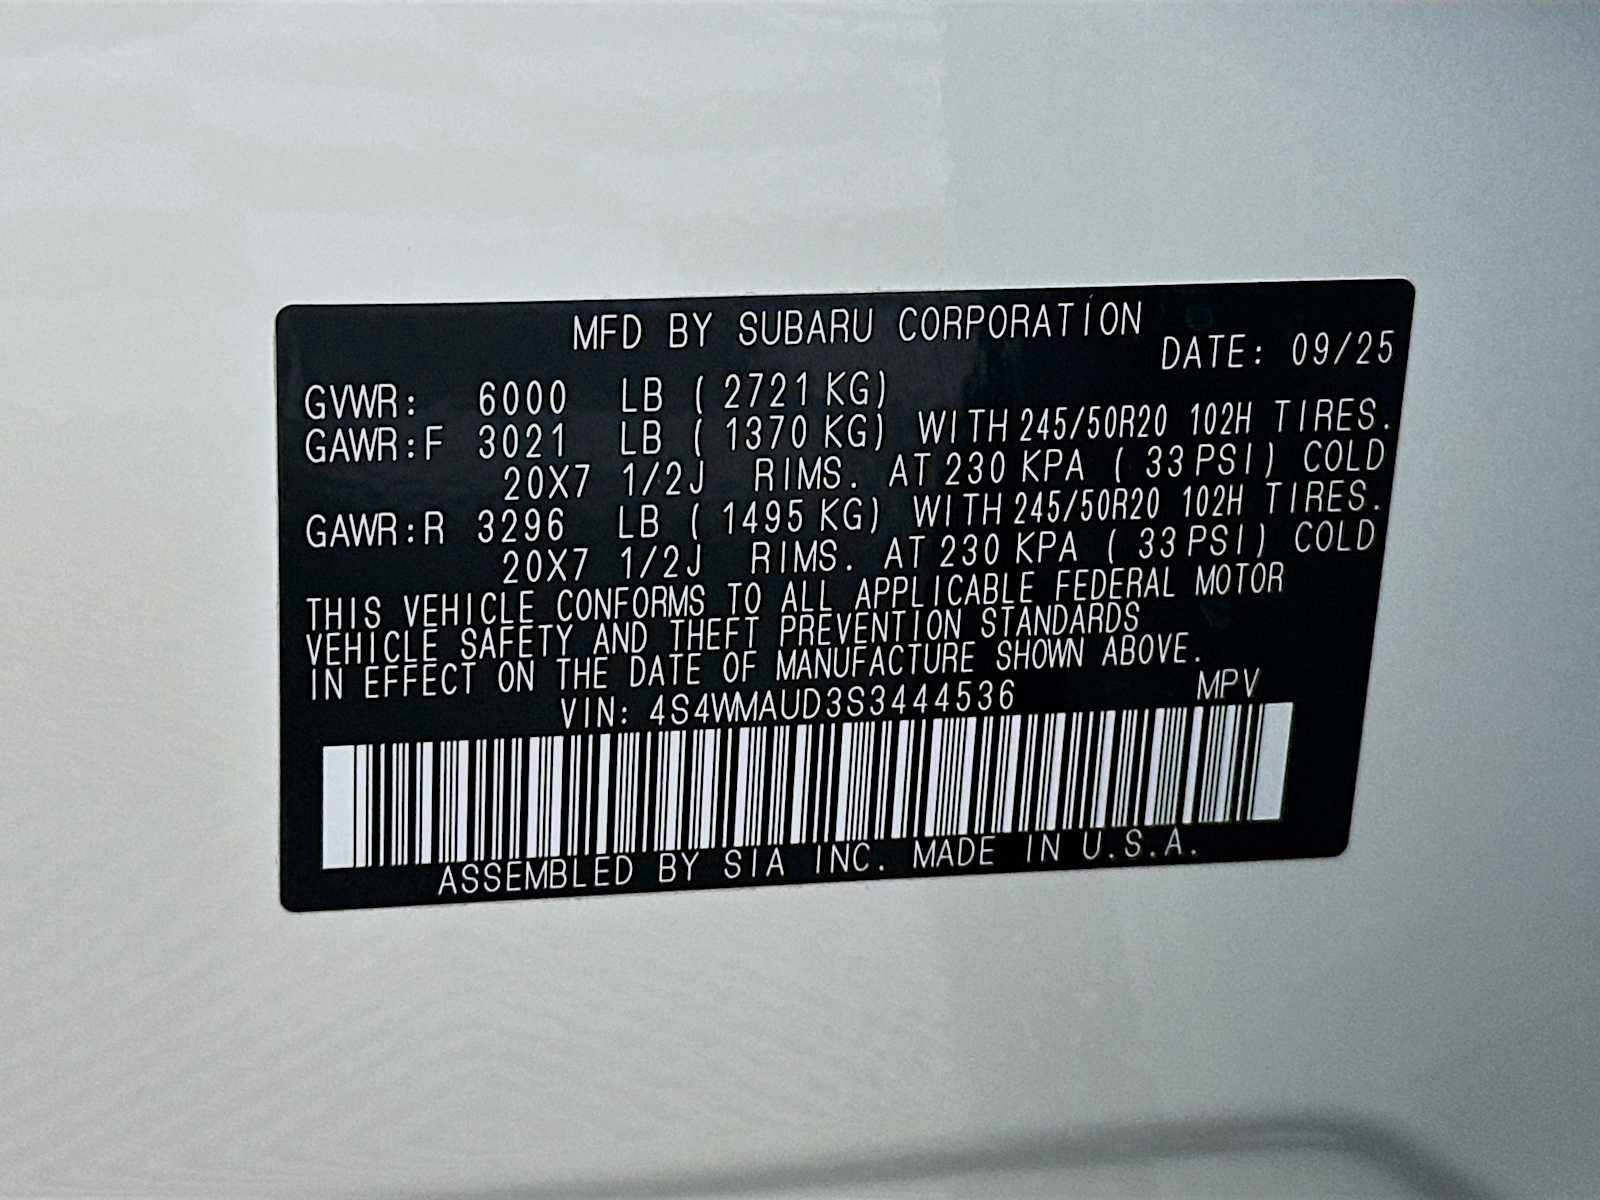 MFD BY SUBARU CORPORATION
DATE: 09/25
GVWR: 6000 LB ( 2721 KG)
GAWR:F 3021 LB ( 1370 KG) WITH 245/50R20 102H TIRES.
20X7 1/2J RIMS. AT 230 KPA ( 33 PSI) COLD
GAWR:R 3296 LB ( 1495 KG) WITH 245/50R20 102H TIRES.
20X7 1/2J RIMS. AT 230 KPA ( 33 PSI) COLD
THIS VEHICLE CONFORMS TO ALL APPLICABLE FEDERAL MOTOR
VEHICLE SAFETY AND THEFT PREVENTION STANDARDS
IN EFFECT ON THE DATE OF MANUFACTURE SHOWN ABOVE.
VIN: 4S4WMAUD3S3444536 MPV
ASSEMBLED BY SIA INC. MADE IN U.S.A.